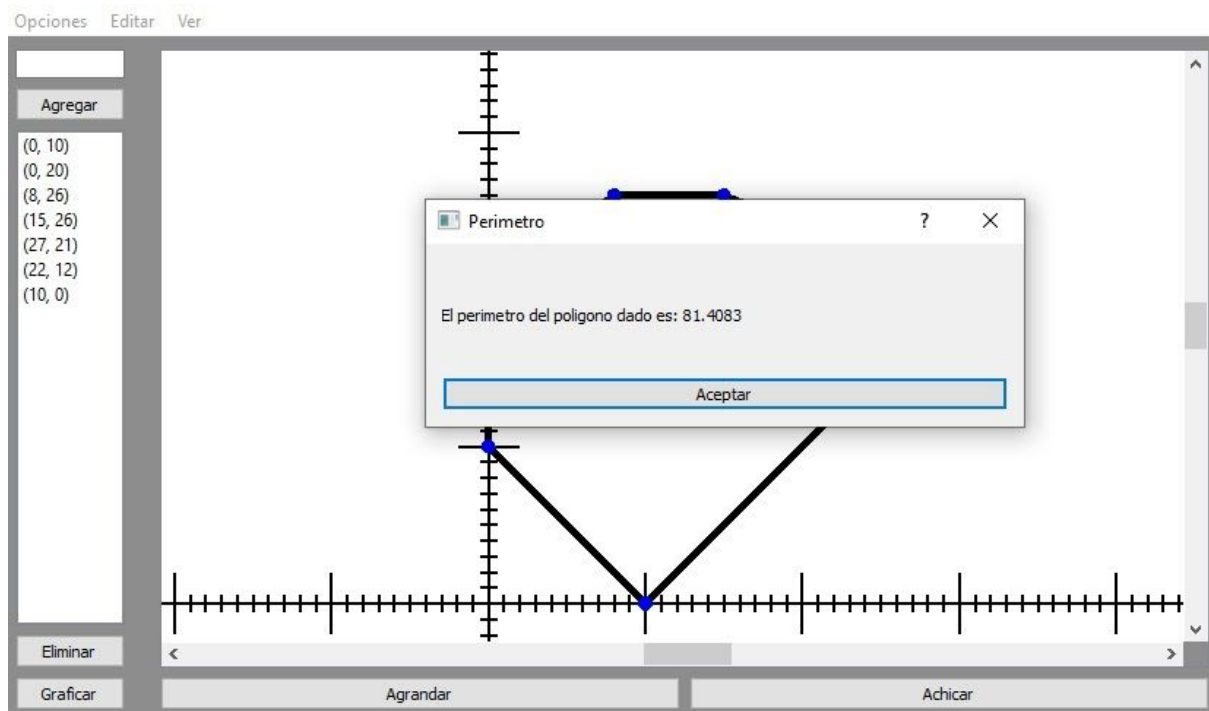 Opciones Editar Ver
Agregar
(0, 10)
(0, 20)
(8, 26)
(15, 26)
(27, 21)
(22, 12)
(10, 0)
Perimetro ?
El perimetro del poligono dado es: 81.4083
Aceptar
Eliminar
Graficar
Agrandar
Achicar